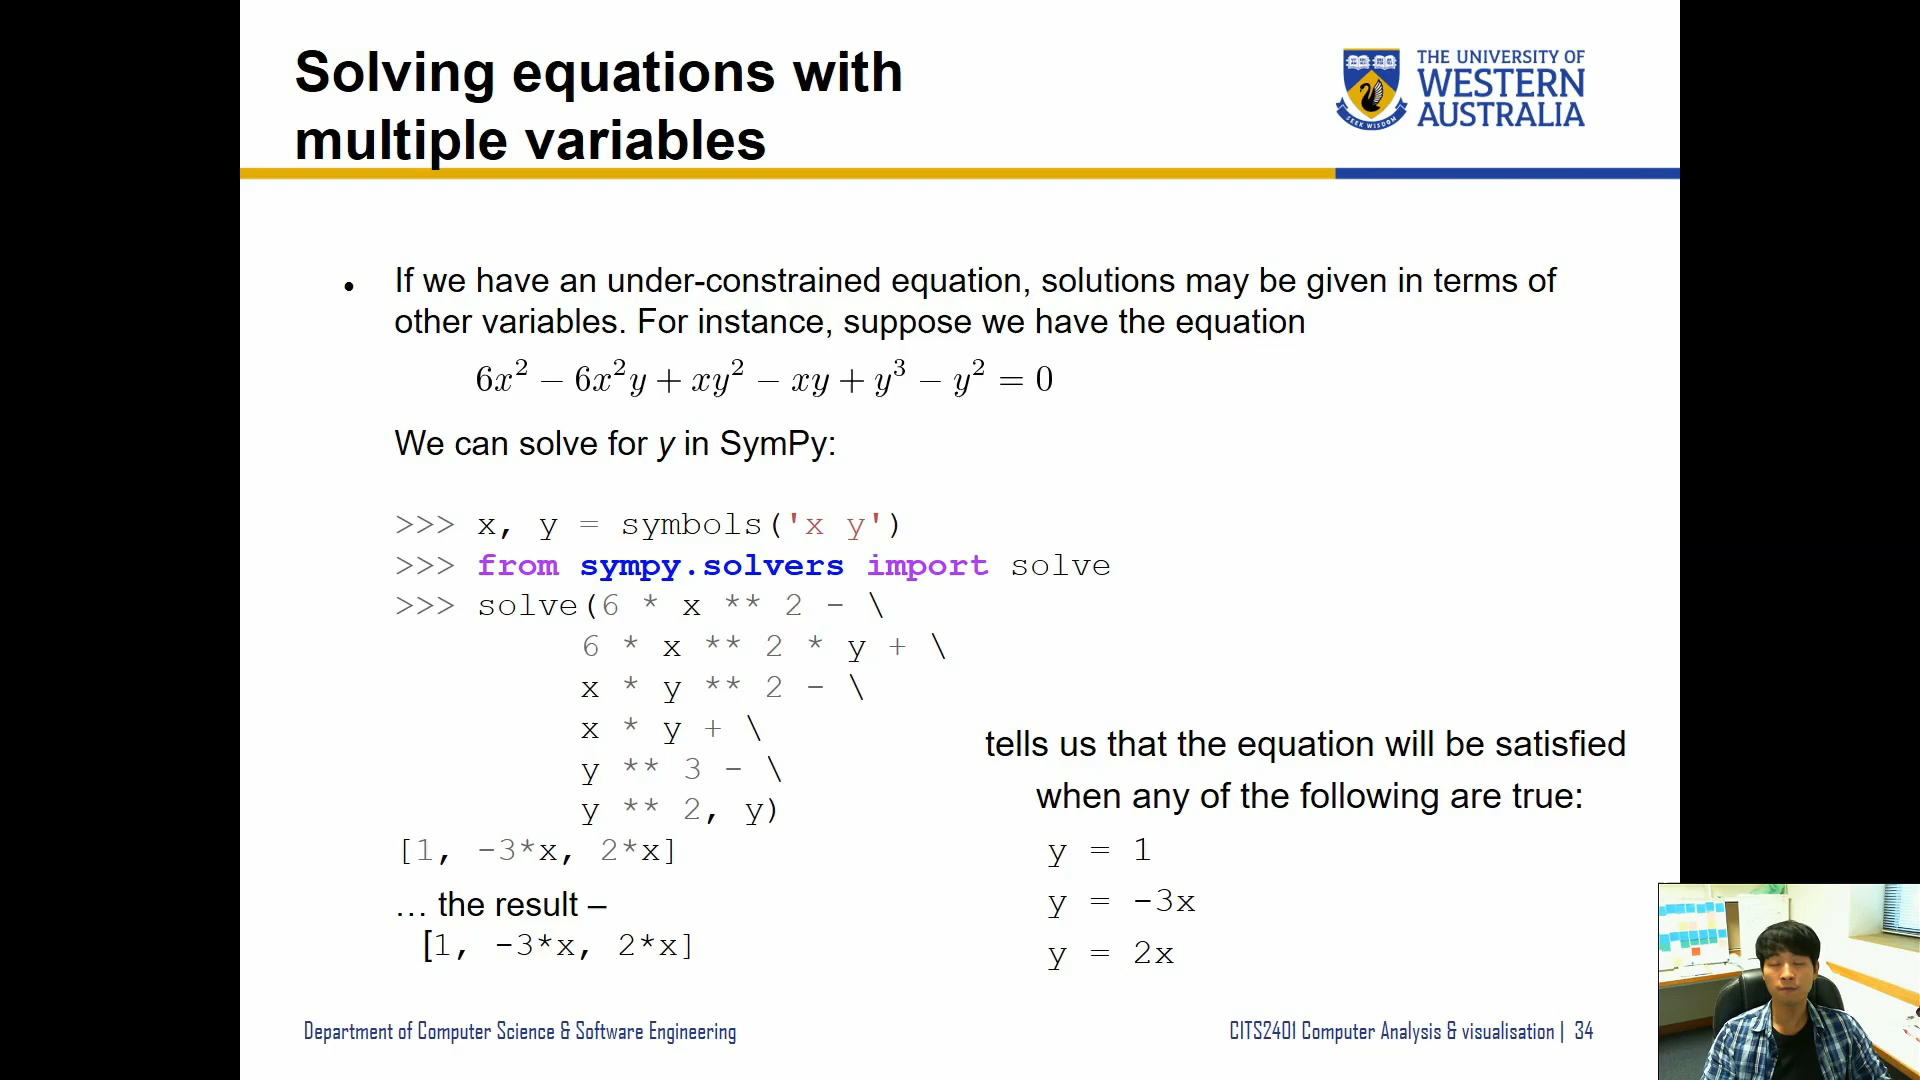 Solving equations with
multiple variables
THE UNIVERSITY OF
WESTERN
AUSTRALIA
SEEK WISDOM
• If we have an under-constrained equation, solutions may be given in terms of
other variables. For instance, suppose we have the equation
6x² − 6x²y + xy² − xy + y³ − y² = 0
We can solve for y in SymPy:
>>> x, y = symbols('x y')
>>> from sympy.solvers import solve
>>> solve(6 * x ** 2 - \
6 * x ** 2 * y + \
x * y ** 2 - \
x * y + \
y ** 3 - \
y ** 2, y)
[1, -3*x, 2*x]
… the result –
[1, -3*x, 2*x]
tells us that the equation will be satisfied
when any of the following are true:
y = 1
y = -3x
y = 2x
Department of Computer Science & Software Engineering
CITS2401 Computer Analysis & visualisation | 34